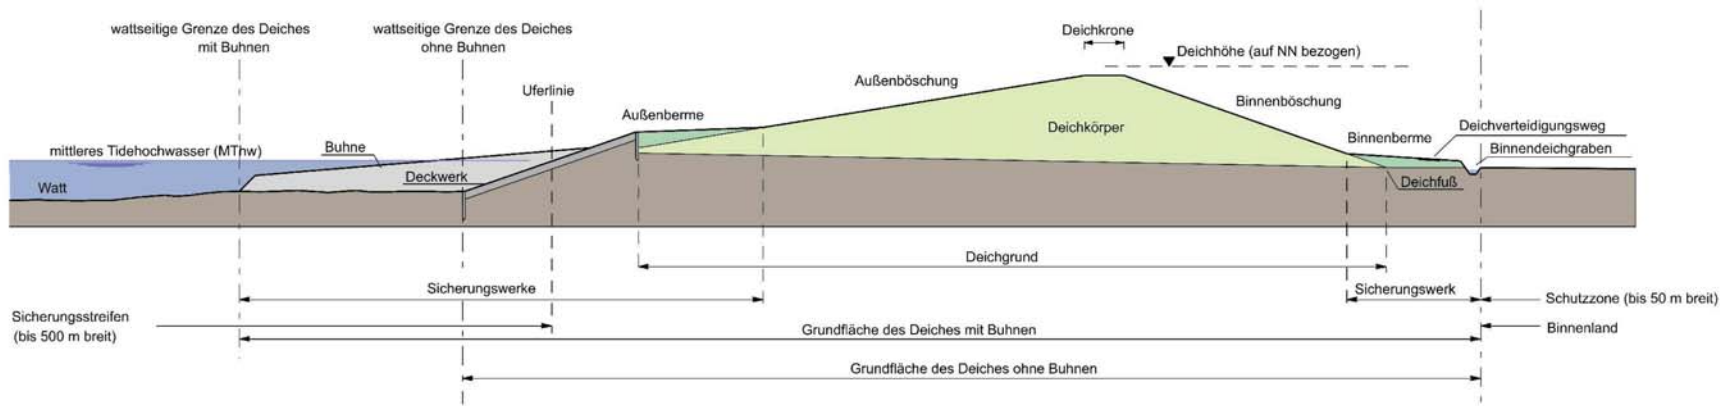 wattseitige Grenze des Deiches
mit Buhnen
wattseitige Grenze des Deiches
ohne Buhnen
Deichkrone
Deichhöhe (auf NN bezogen)
Uferlinie
Außenböschung
Binnenböschung
Außenberme
Deichkörper
Binnenberme
Deichverteidigungsweg
Binnendeichgraben
mittleres Tidehochwasser (MThw)
Buhne
Watt
Deckwerk
Deichfuß
Deichgrund
Sicherungswerke
Sicherungswerk
Schutzzone (bis 50 m breit)
Sicherungsstreifen
(bis 500 m breit)
Grundfläche des Deiches mit Buhnen
Binnenland
Grundfläche des Deiches ohne Buhnen